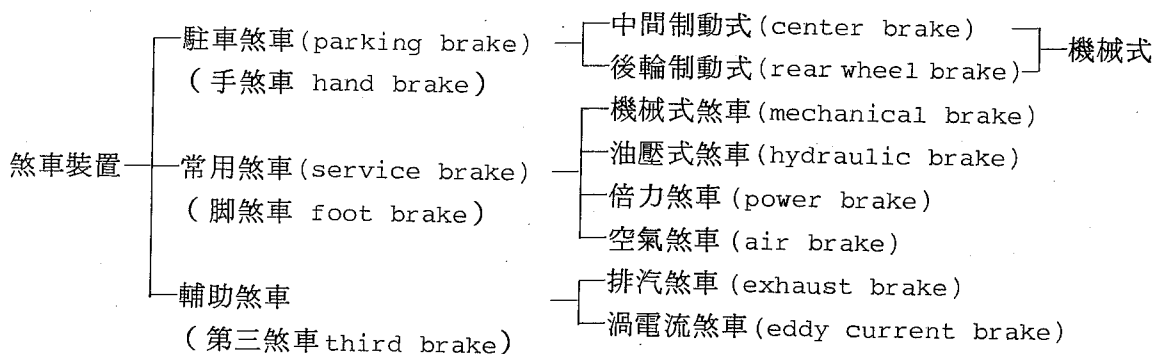 駐車煞車(parking brake)
(手煞車 hand brake)
中間制動式(center brake)
後輪制動式(rear wheel brake)
機械式
煞車裝置
常用煞車(service brake)
(脚煞車 foot brake)
機械式煞車(mechanical brake)
油壓式煞車(hydraulic brake)
倍力煞車(power brake)
空氣煞車(air brake)
輔助煞車
(第三煞車third brake)
排汽煞車(exhaust brake)
渦電流煞車(eddy current brake)